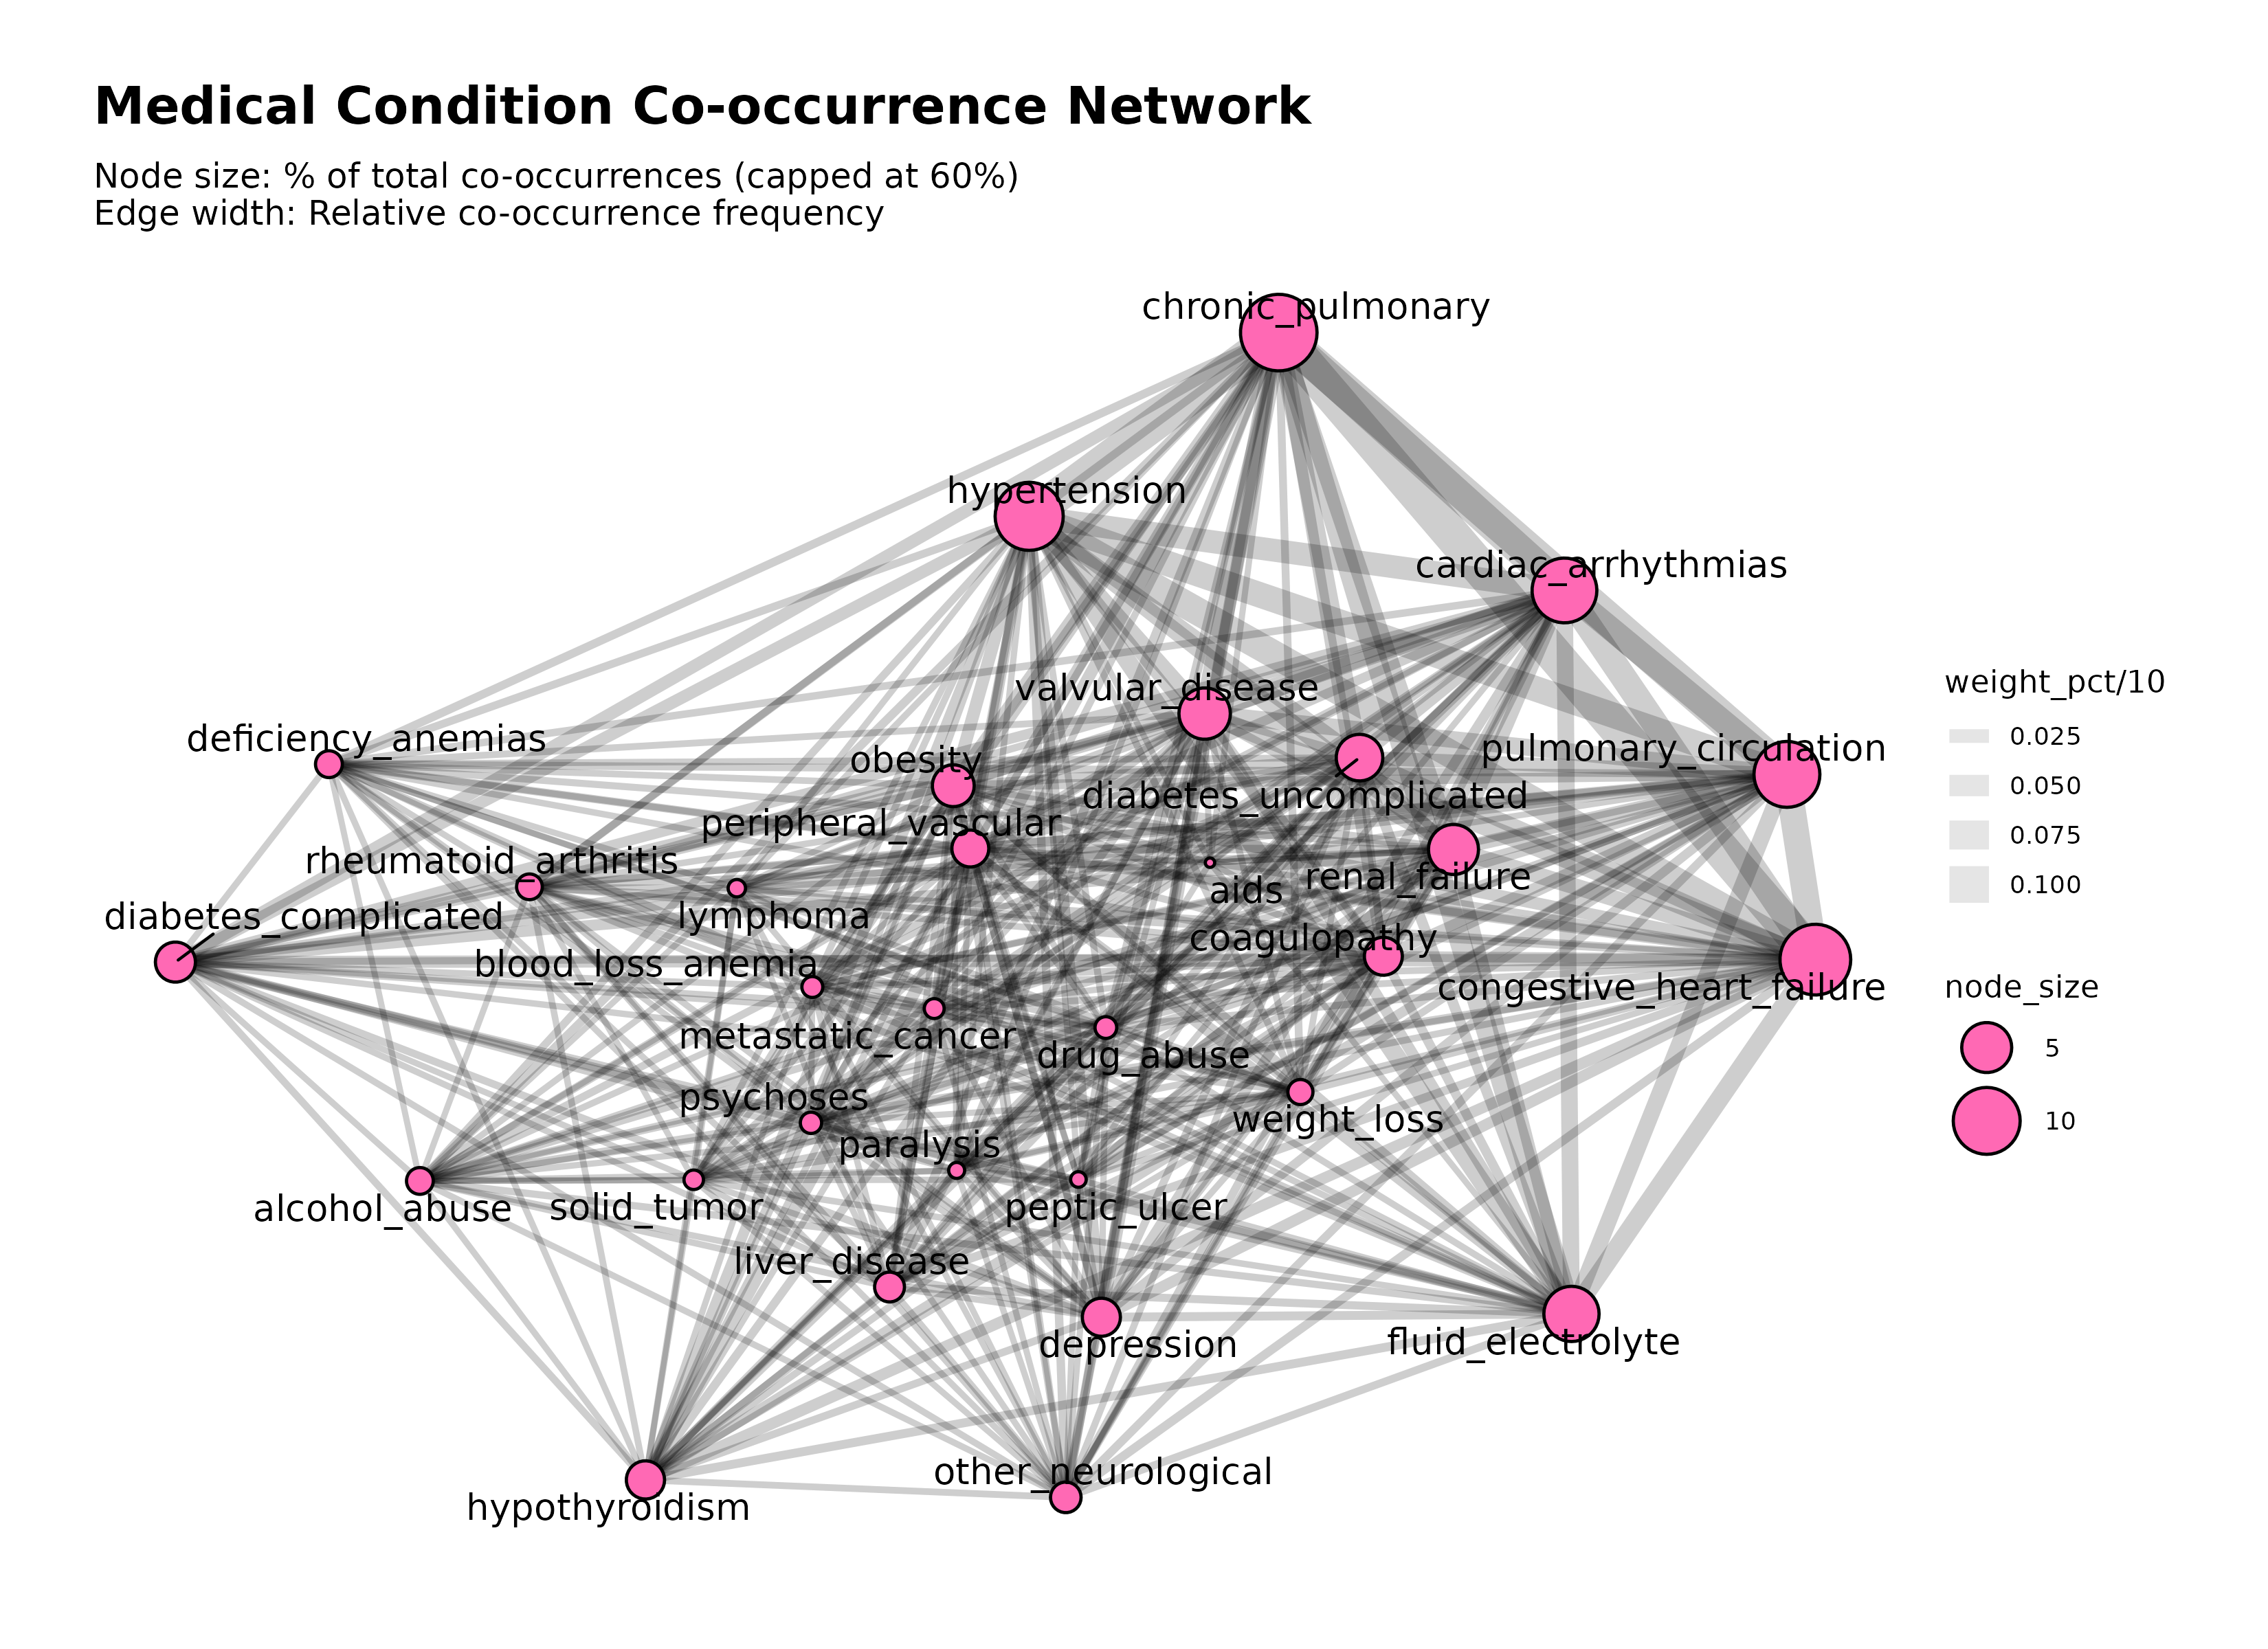 Medical Condition Co-occurrence Network
Node size: % of total co-occurrences (capped at 60%)
Edge width: Relative co-occurrence frequency
chronic_pulmonary
hypertension
cardiac_arrhythmias
valvular_disease
deficiency_anemias
pulmonary_circulation
obesity
diabetes_uncomplicated
peripheral_vascular
rheumatoid_arthritis
renal_failure
aids
lymphoma
diabetes_complicated
coagulopathy
blood_loss_anemia
congestive_heart_failure
metastatic_cancer
drug_abuse
psychoses
weight_loss
paralysis
alcohol_abuse
solid_tumor
peptic_ulcer
liver_disease
depression
fluid_electrolyte
other_neurological
hypothyroidism
weight_pct/10
0.025
0.050
0.075
0.100
node_size
5
10